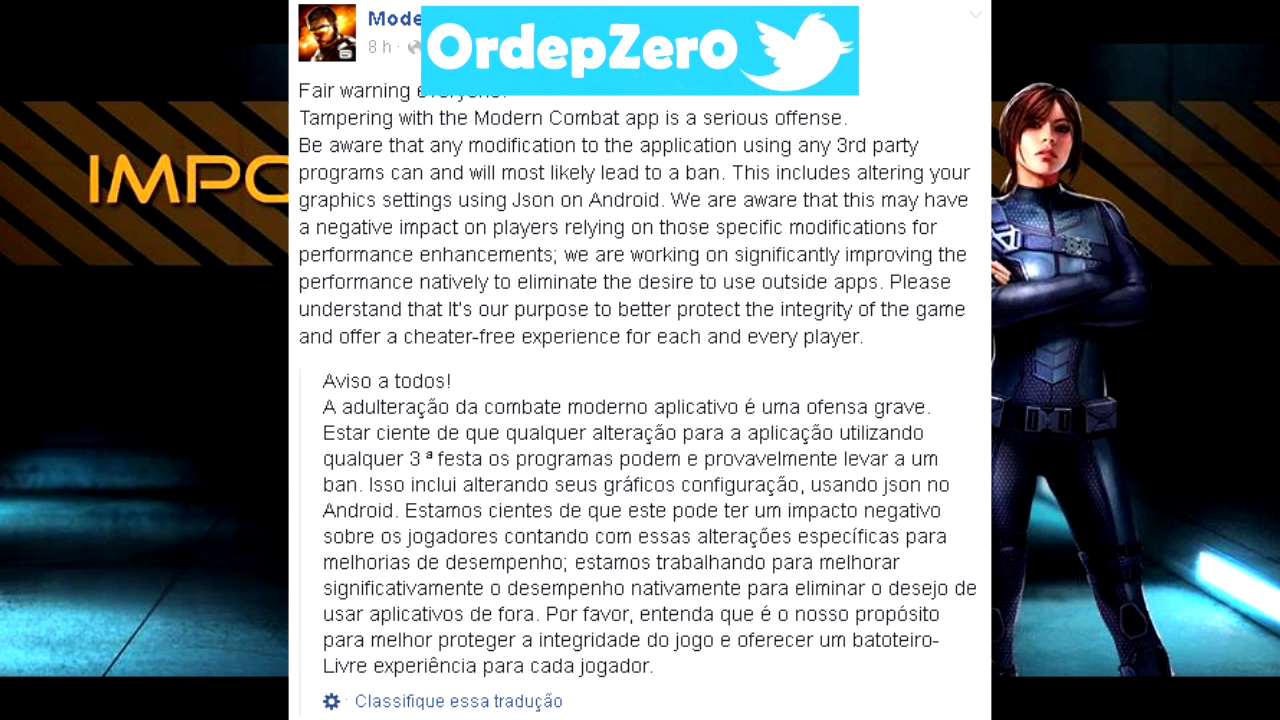 Mode
OrdepZer0
8 h ·
IMPO
Fair warning everyone!
Tampering with the Modern Combat app is a serious offense.
Be aware that any modification to the application using any 3rd party
programs can and will most likely lead to a ban. This includes altering your
graphics settings using Json on Android. We are aware that this may have
a negative impact on players relying on those specific modifications for
performance enhancements; we are working on significantly improving the
performance natively to eliminate the desire to use outside apps. Please
understand that It's our purpose to better protect the integrity of the game
and offer a cheater-free experience for each and every player.
Aviso a todos!
A adulteração da combate moderno aplicativo é uma ofensa grave.
Estar ciente de que qualquer alteração para a aplicação utilizando
qualquer 3 ª festa os programas podem e provavelmente levar a um
ban. Isso inclui alterando seus gráficos configuração, usando json no
Android. Estamos cientes de que este pode ter um impacto negativo
sobre os jogadores contando com essas alterações específicas para
melhorias de desempenho; estamos trabalhando para melhorar
significativamente o desempenho nativamente para eliminar o desejo de
usar aplicativos de fora. Por favor, entenda que é o nosso propósito
para melhor proteger a integridade do jogo e oferecer um batoteiro-
Livre experiência para cada jogador.
· Classifique essa tradução